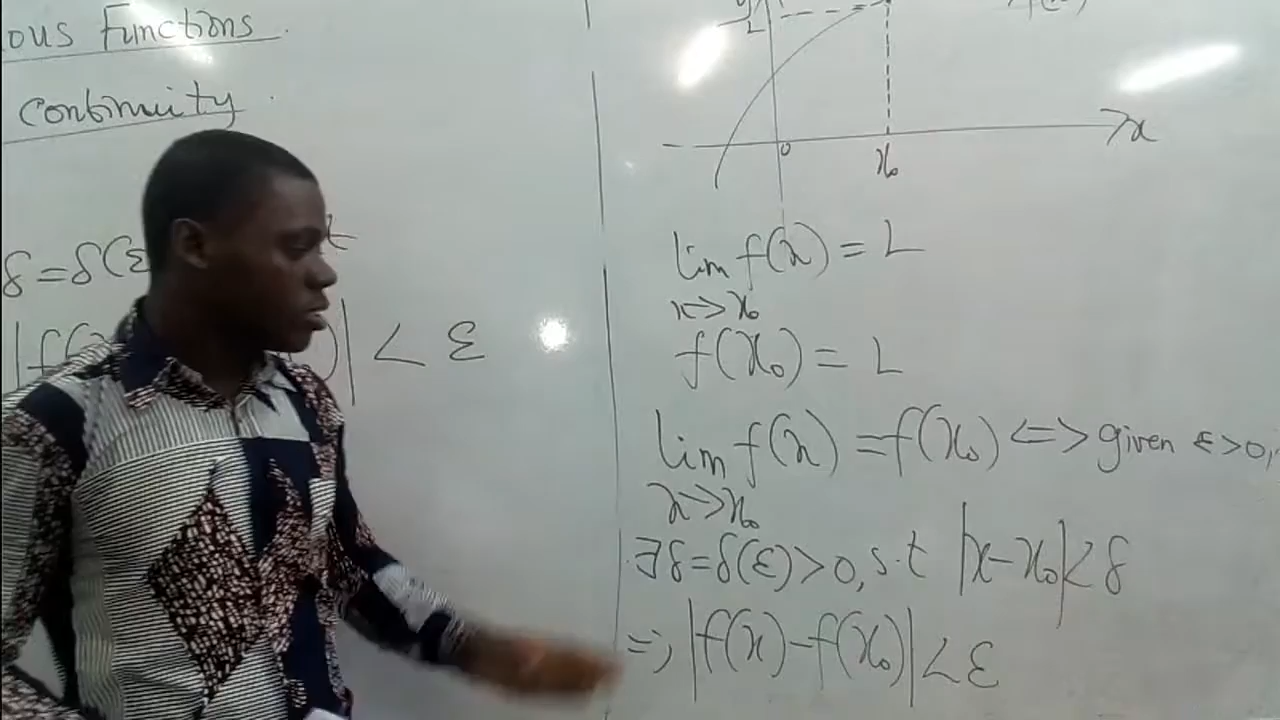 ous Functions.
continuity.
δ=δ(ε
|f( )| < ε
L
x
0
x₀
lim f(x) = L
x→x₀
f(x₀) = L
lim f(x) = f(x₀) <=> given ε>0,
x→x₀
∃δ=δ(ε)>0, s.t |x-x₀|<δ
=>, |f(x)-f(x₀)| < ε